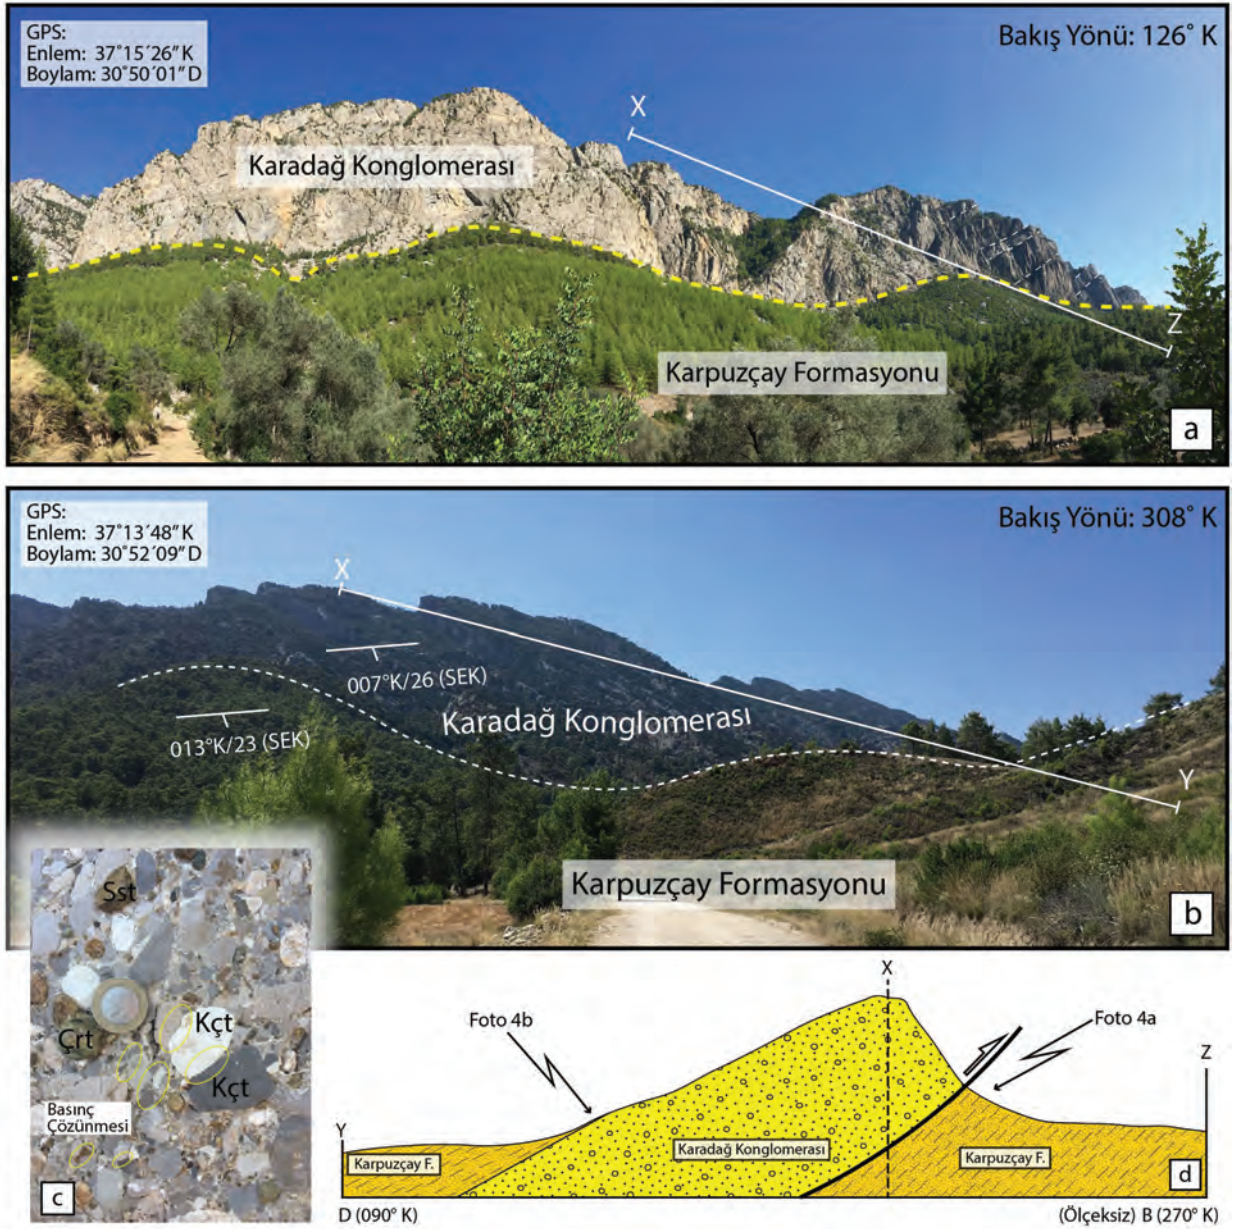 GPS:
Enlem: 37°15´26˝ K
Boylam: 30°50´01˝ D
Bakış Yönü: 126° K
X
Karadağ Konglomerası
Z
Karpuzçay Formasyonu
a
GPS:
Enlem: 37°13´48˝ K
Boylam: 30°52´09˝ D
Bakış Yönü: 308° K
X
007°K/26 (SEK)
Karadağ Konglomerası
013°K/23 (SEK)
Y
Karpuzçay Formasyonu
b
Sst
Kçt
Çrt
Kçt
Basınç
Çözünmesi
c
X
Foto 4b
Foto 4a
Z
Y
Karpuzçay F.
Karadağ Konglomerası
Karpuzçay F.
d
D (090° K)
(Ölçeksiz) B (270° K)